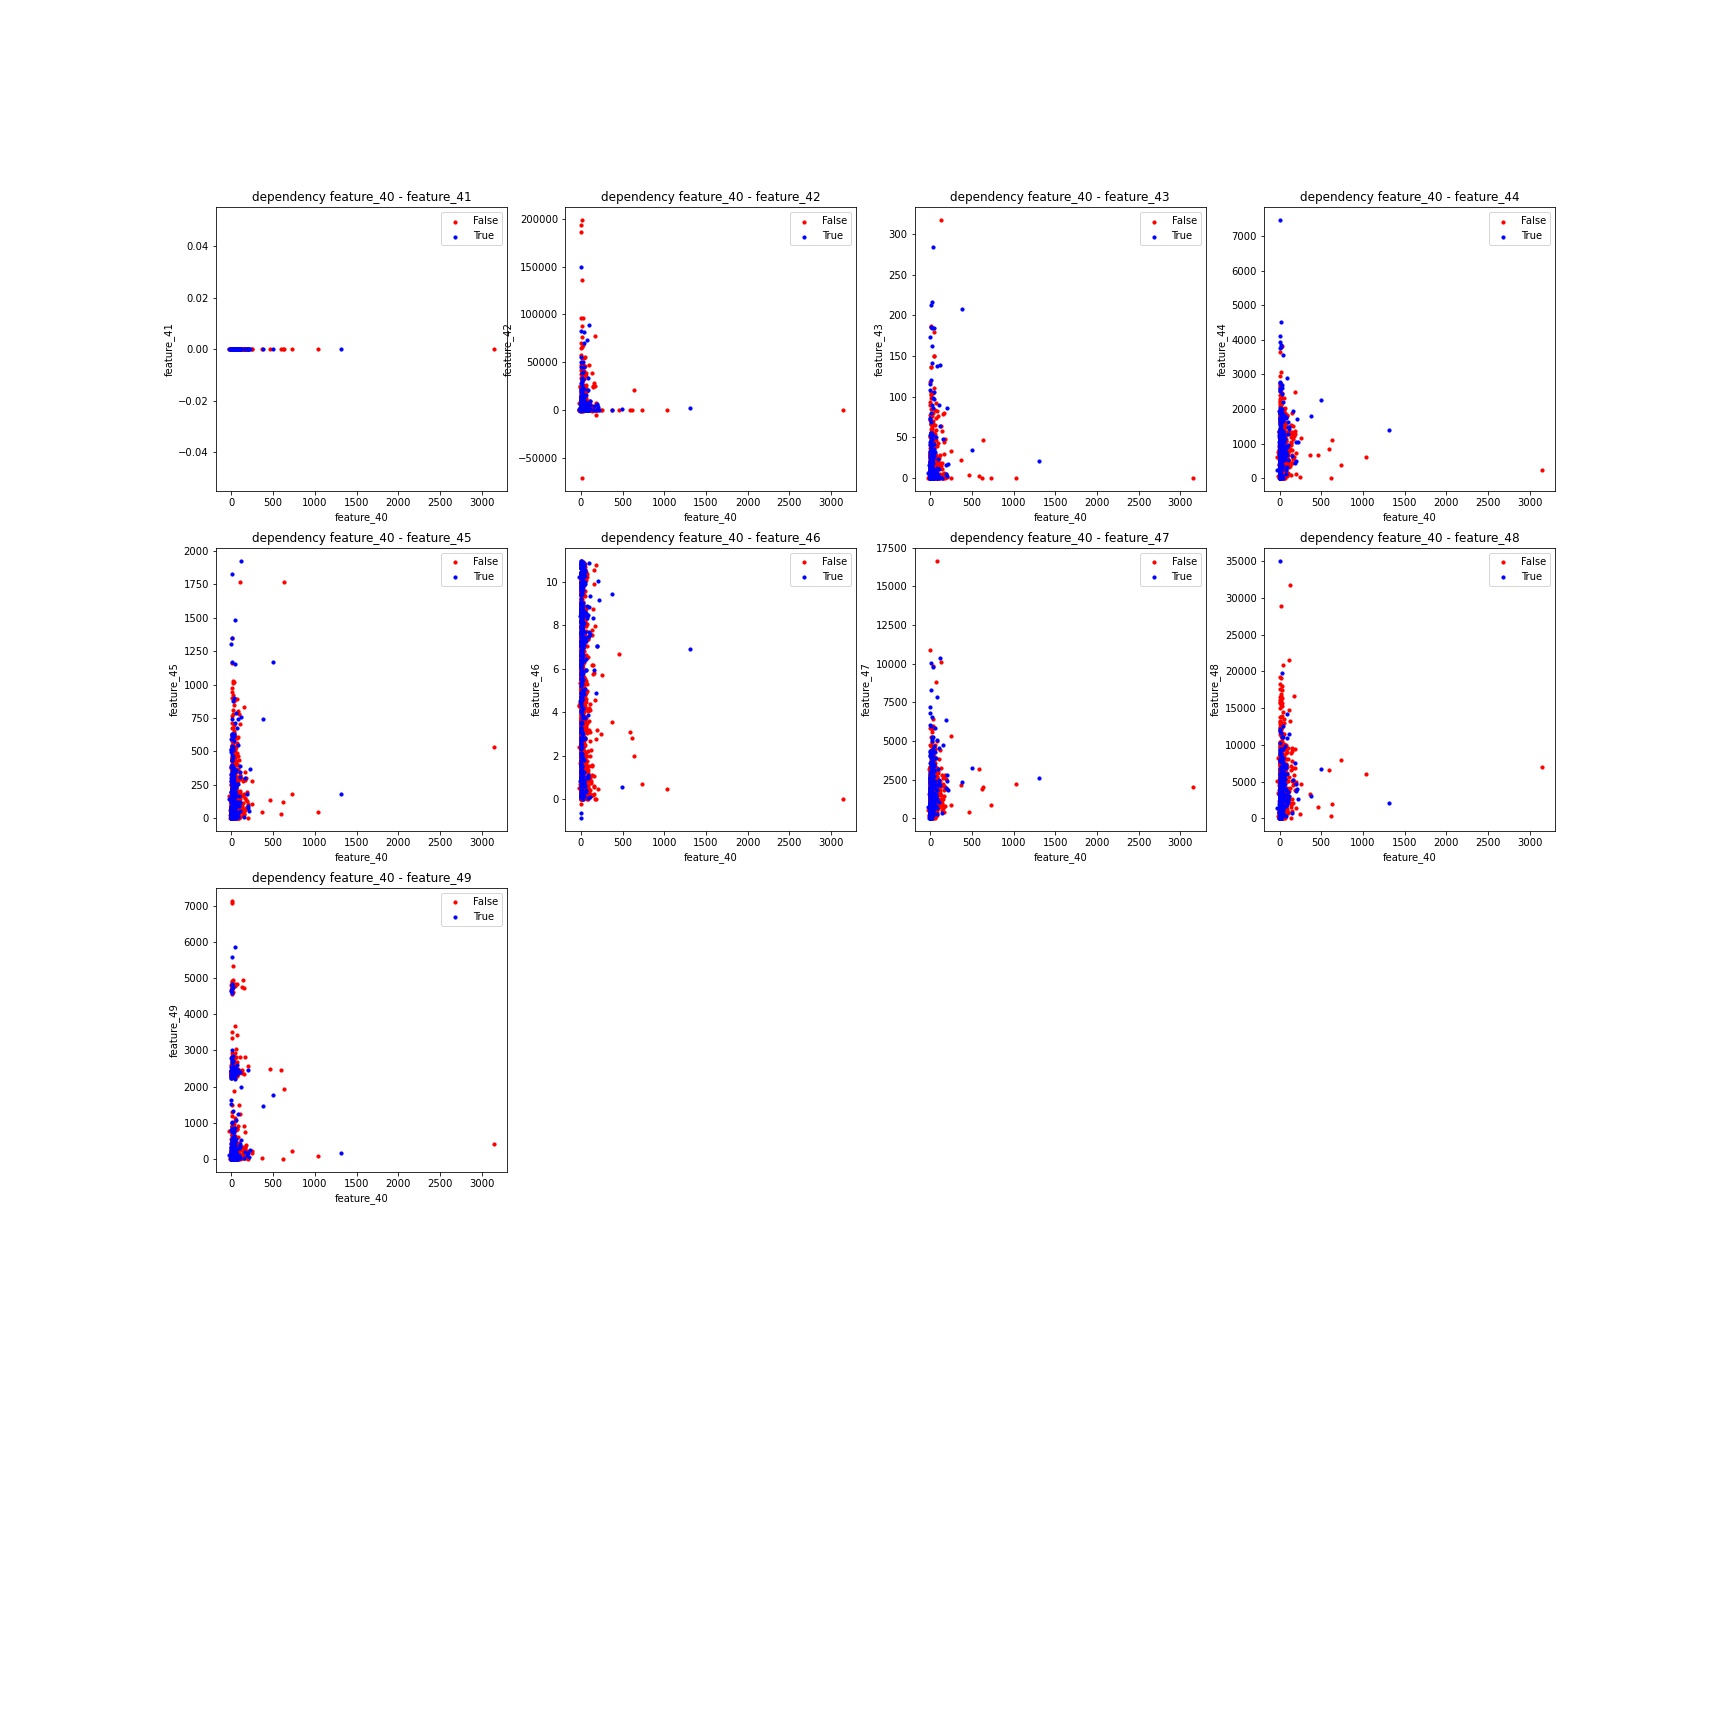 dependency feature_40 - feature_41
False
True
0.04
0.02
0.00
−0.02
−0.04
feature_41
0 500 1000 1500 2000 2500 3000
feature_40
dependency feature_40 - feature_42
False
True
200000
150000
100000
50000
0
−50000
feature_42
0 500 1000 1500 2000 2500 3000
feature_40
dependency feature_40 - feature_43
False
True
300
250
200
150
100
50
0
feature_43
0 500 1000 1500 2000 2500 3000
feature_40
dependency feature_40 - feature_44
False
True
7000
6000
5000
4000
3000
2000
1000
0
feature_44
0 500 1000 1500 2000 2500 3000
feature_40
dependency feature_40 - feature_45
False
True
2000
1750
1500
1250
1000
750
500
250
0
feature_45
0 500 1000 1500 2000 2500 3000
feature_40
dependency feature_40 - feature_46
False
True
10
8
6
4
2
0
feature_46
0 500 1000 1500 2000 2500 3000
feature_40
dependency feature_40 - feature_47
False
True
17500
15000
12500
10000
7500
5000
2500
0
feature_47
0 500 1000 1500 2000 2500 3000
feature_40
dependency feature_40 - feature_48
False
True
35000
30000
25000
20000
15000
10000
5000
0
feature_48
0 500 1000 1500 2000 2500 3000
feature_40
dependency feature_40 - feature_49
False
True
7000
6000
5000
4000
3000
2000
1000
0
feature_49
0 500 1000 1500 2000 2500 3000
feature_40